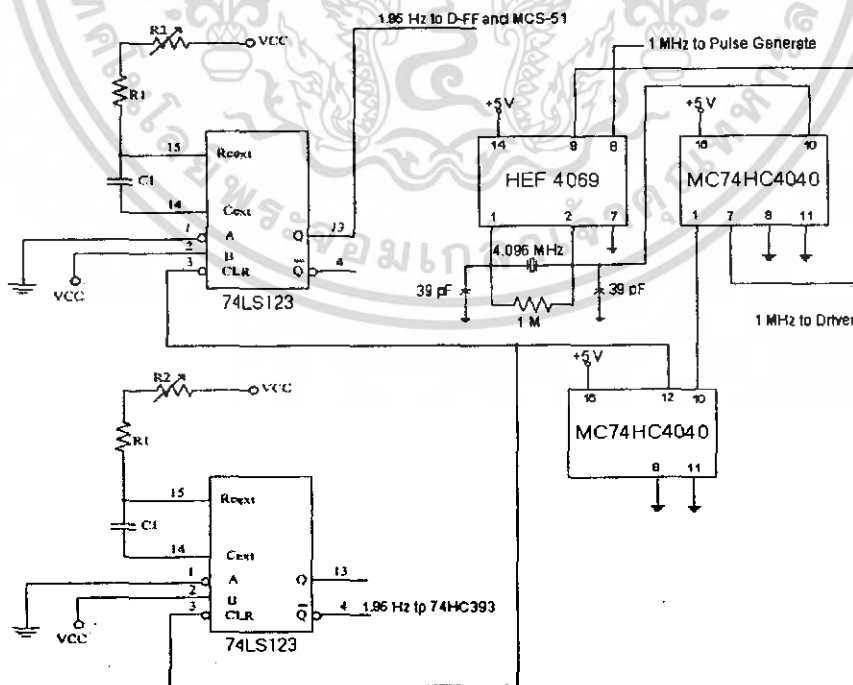 1.95 Hz to D-FF and MCS-51
R1
VCC
1 MHz to Pulse Generate
R1
+5V
+5V
15
Rcext
14
9
8
16
10
C1
HEF 4069
MC74HC4040
14
Cext
1
2
7
1
7
8
11
1
A
Q
13
2
B
4.096 MHz
3
CLR
Q
4
39 pF
39 pF
VCC
74LS123
1 M
1 MHz to Driver
+5V
R2
VCC
16
12
10
R1
MC74HC4040
15
Rcext
8
11
C1
14
Cext
1
A
Q
13
2
B
3
CLR
Q
4
1.95 Hz tp 74HC393
VCC
74LS123